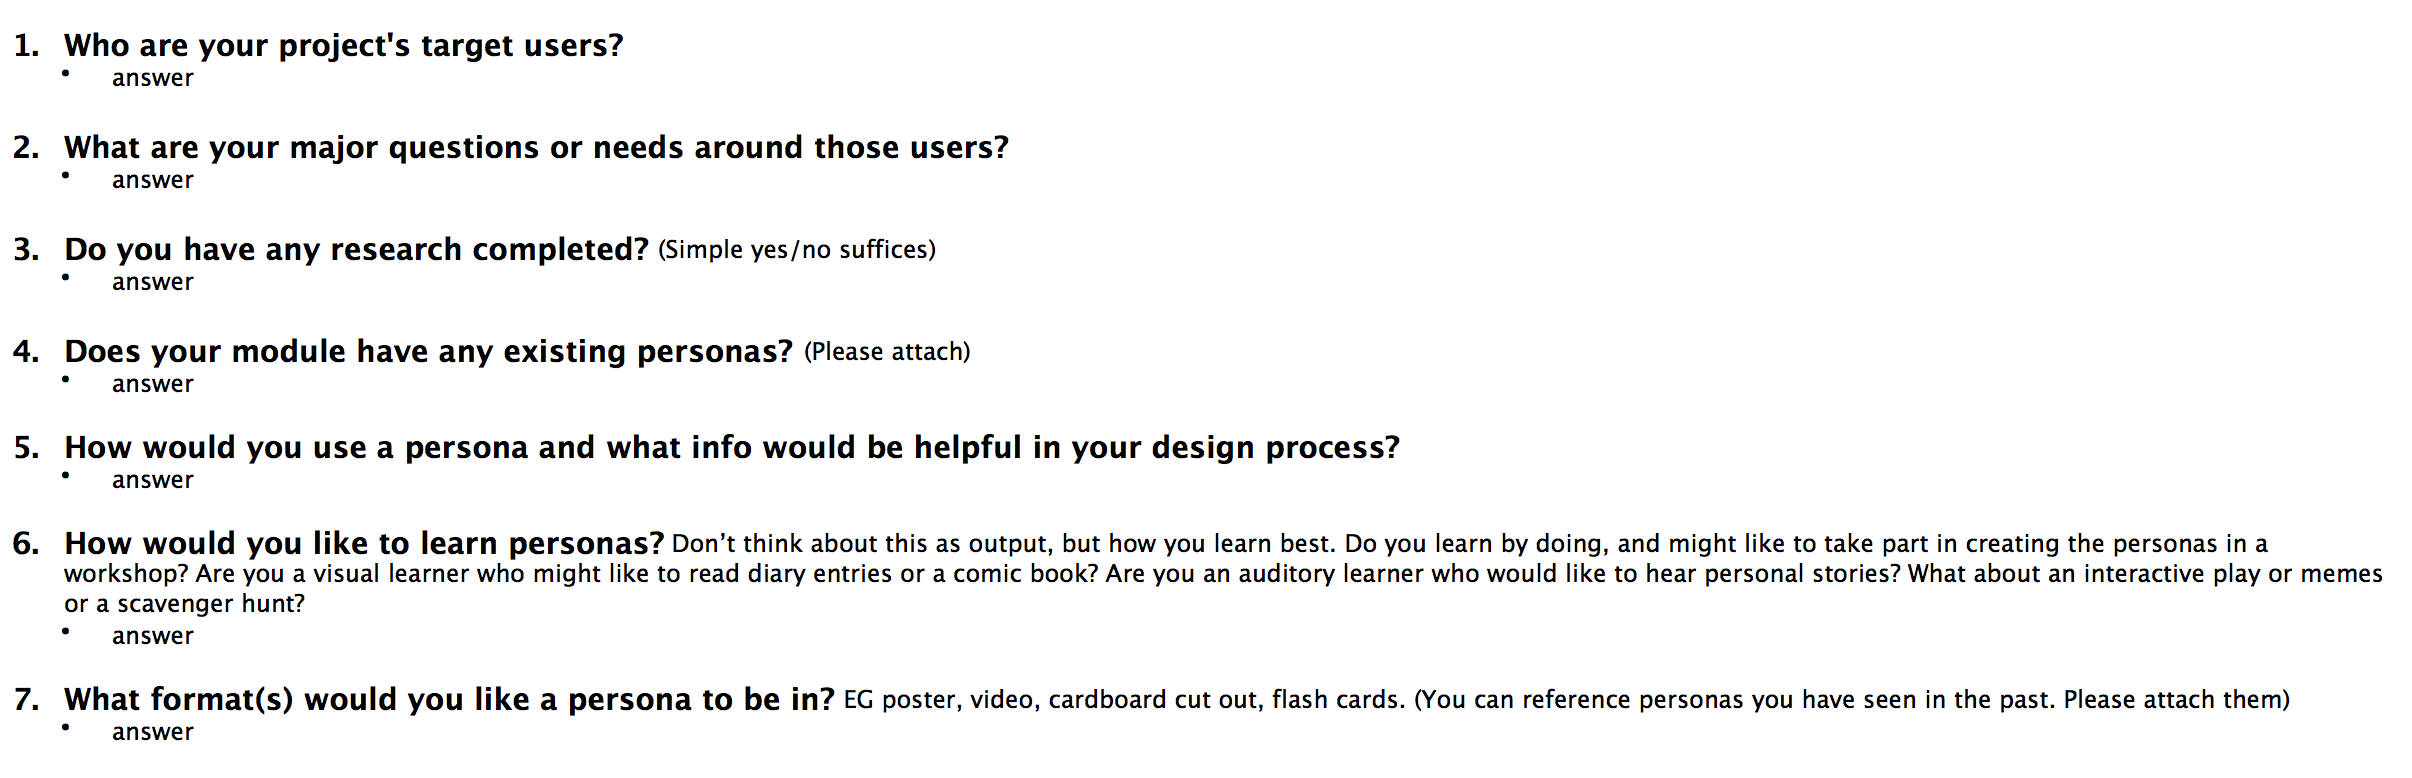 1. Who are your project's target users?
• answer
2. What are your major questions or needs around those users?
• answer
3. Do you have any research completed? (Simple yes/no suffices)
• answer
4. Does your module have any existing personas? (Please attach)
• answer
5. How would you use a persona and what info would be helpful in your design process?
• answer
6. How would you like to learn personas? Don’t think about this as output, but how you learn best. Do you learn by doing, and might like to take part in creating the personas in a
workshop? Are you a visual learner who might like to read diary entries or a comic book? Are you an auditory learner who would like to hear personal stories? What about an interactive play or memes
or a scavenger hunt?
• answer
7. What format(s) would you like a persona to be in? EG poster, video, cardboard cut out, flash cards. (You can reference personas you have seen in the past. Please attach them)
• answer